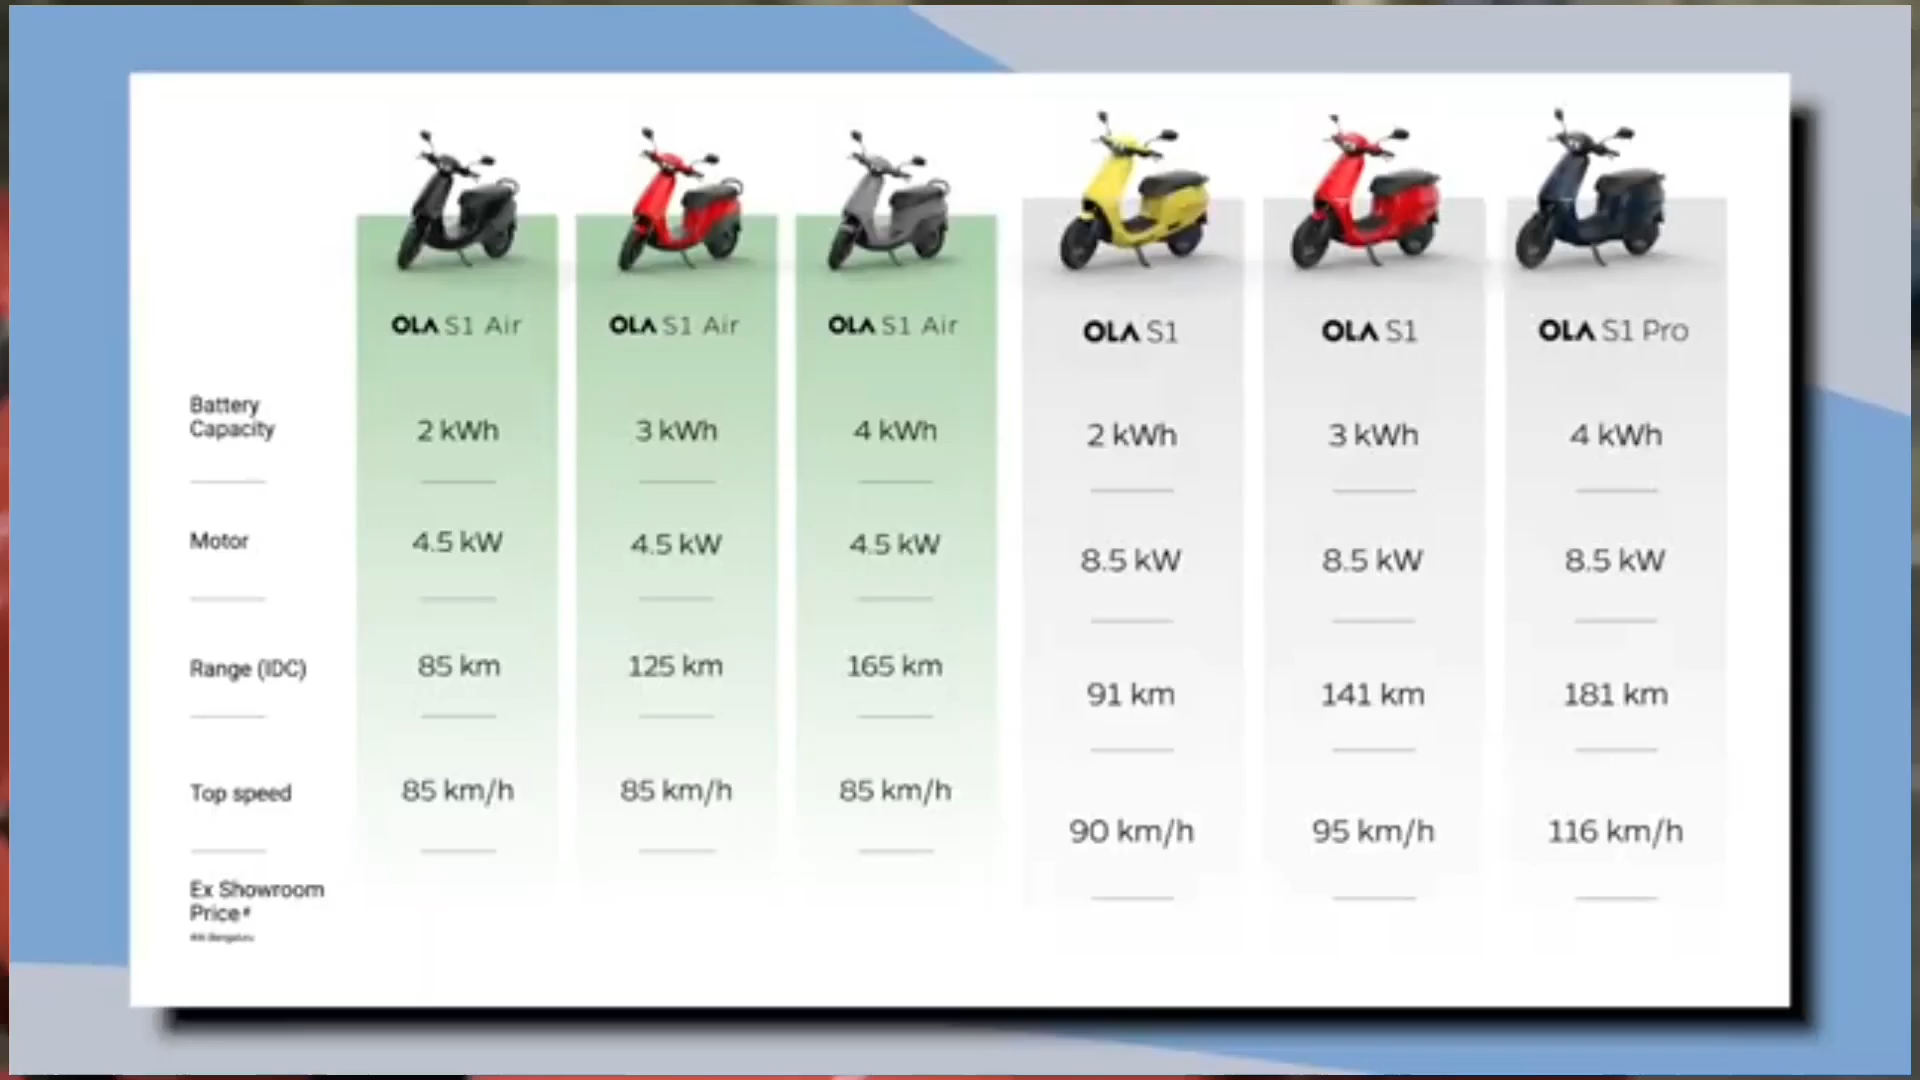 OLA S1 Air OLA S1 Air OLA S1 Air OLA S1 OLA S1 OLA S1 Pro
Battery
Capacity 2 kWh 3 kWh 4 kWh 2 kWh 3 kWh 4 kWh
Motor 4.5 kW 4.5 kW 4.5 kW 8.5 kW 8.5 kW 8.5 kW
Range (IDC) 85 km 125 km 165 km 91 km 141 km 181 km
Top speed 85 km/h 85 km/h 85 km/h 90 km/h 95 km/h 116 km/h
Ex Showroom
Price#
Bengaluru